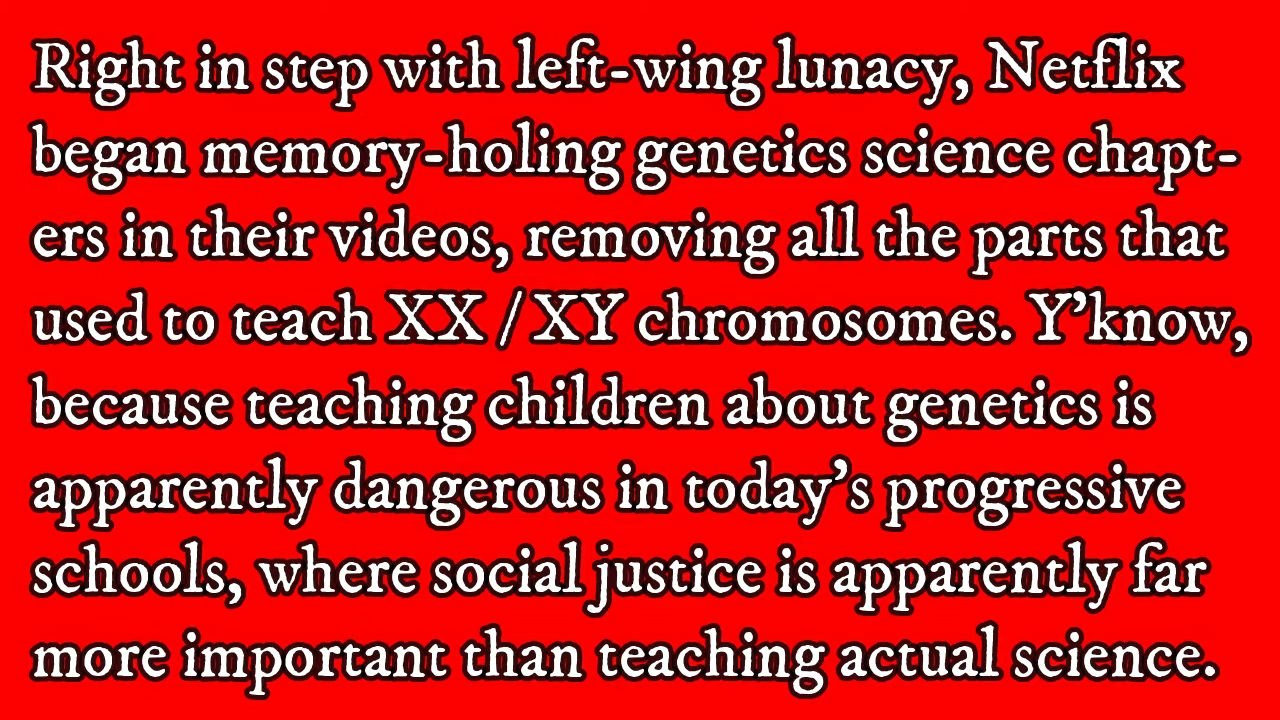 Right in step with left-wing lunacy, Netflix
began memory-holing genetics science chapt-
ers in their videos, removing all the parts that
used to teach XX / XY chromosomes. Y’know,
because teaching children about genetics is
apparently dangerous in today’s progressive
schools, where social justice is apparently far
more important than teaching actual science.